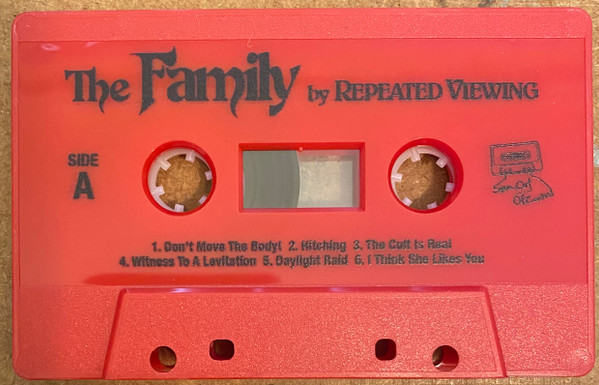 The Family by REPEATED VIEWING
SIDE
A
1. Don't Move The Body! 2. Hitching 3. The Cult Is Real
4. Witness To A Levitation 5. Daylight Raid 6. I Think She Likes You